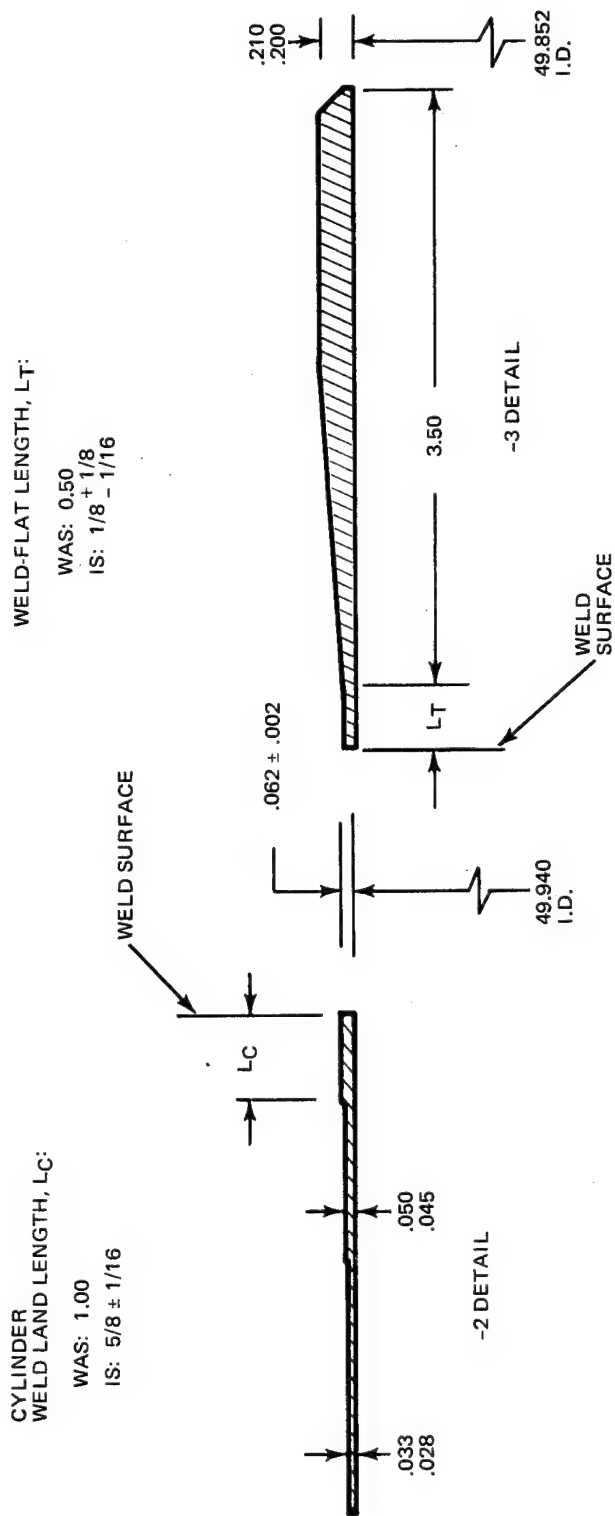 CYLINDER
WELD LAND LENGTH, LC:
WAS: 1.00
IS: 5/8 ± 1/16
WELD-FLAT LENGTH, LT:
WAS: 0.50
IS: 1/8 + 1/8
- 1/16
WELD SURFACE
LC
.033
.028
.050
.045
-2 DETAIL
.062 ± .002
49.940
I.D.
LT
WELD
SURFACE
3.50
-3 DETAIL
.210
.200
49.852
I.D.